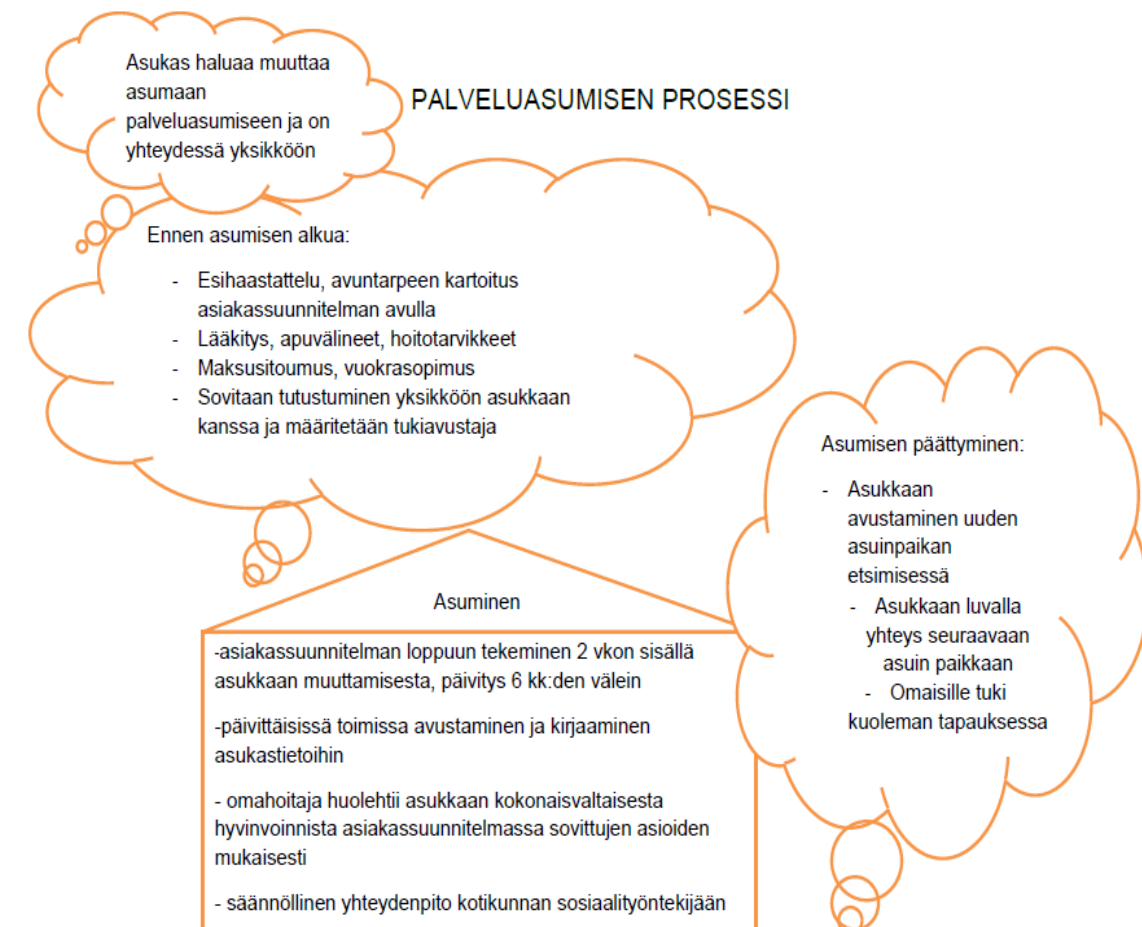 Asukas haluaa muuttaa
asumaan
palveluasumiseen ja on
yhteydessä yksikköön
PALVELUASUMISEN PROSESSI
Ennen asumisen alkua:
- Esihaastattelu, avuntarpeen kartoitus
asiakassuunnitelman avulla
- Lääkitys, apuvälineet, hoitotarvikkeet
- Maksusitoumus, vuokrasopimus
- Sovitaan tutustuminen yksikköön asukkaan
kanssa ja määritetään tukiavustaja
Asuminen
-asiakassuunnitelman loppuun tekeminen 2 vkon sisällä
asukkaan muuttamisesta, päivitys 6 kk:den välein
-päivittäisissä toimissa avustaminen ja kirjaaminen
asukastietoihin
- omahoitaja huolehtii asukkaan kokonaisvaltaisesta
hyvinvoinnista asiakassuunnitelmassa sovittujen asioiden
mukaisesti
- säännöllinen yhteydenpito kotikunnan sosiaalityöntekijään
Asumisen päättyminen:
- Asukkaan
avustaminen uuden
asuinpaikan
etsimisessä
- Asukkaan luvalla
yhteys seuraavaan
asuin paikkaan
- Omaisille tuki
kuoleman tapauksessa